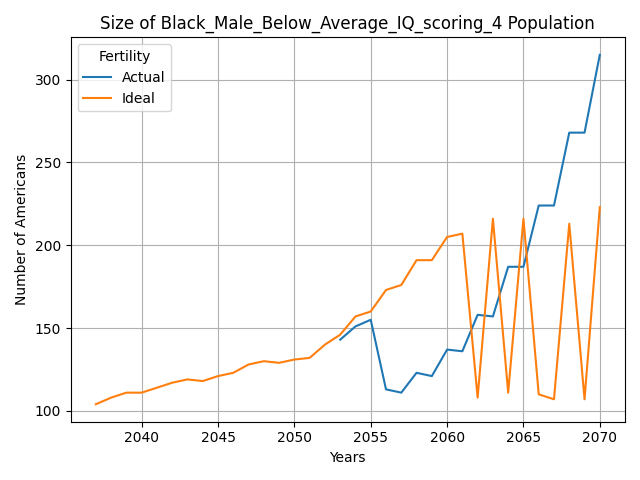 Size of Black_Male_Below_Average_IQ_scoring_4 Population
Fertility
Actual
Ideal
Number of Americans
300
250
200
150
100
2040 2045 2050 2055 2060 2065 2070
Years